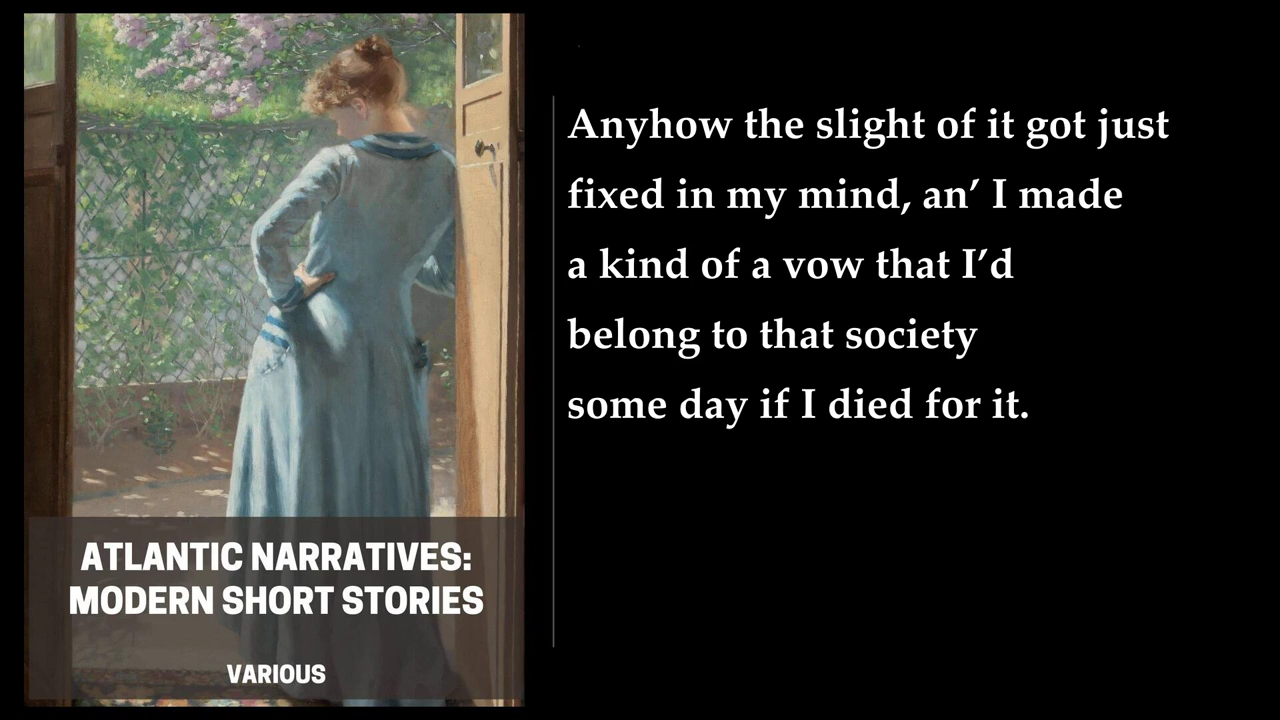 Anyhow the slight of it got just
fixed in my mind, an’ I made
a kind of a vow that I’d
belong to that society
some day if I died for it.
ATLANTIC NARRATIVES:
MODERN SHORT STORIES
VARIOUS